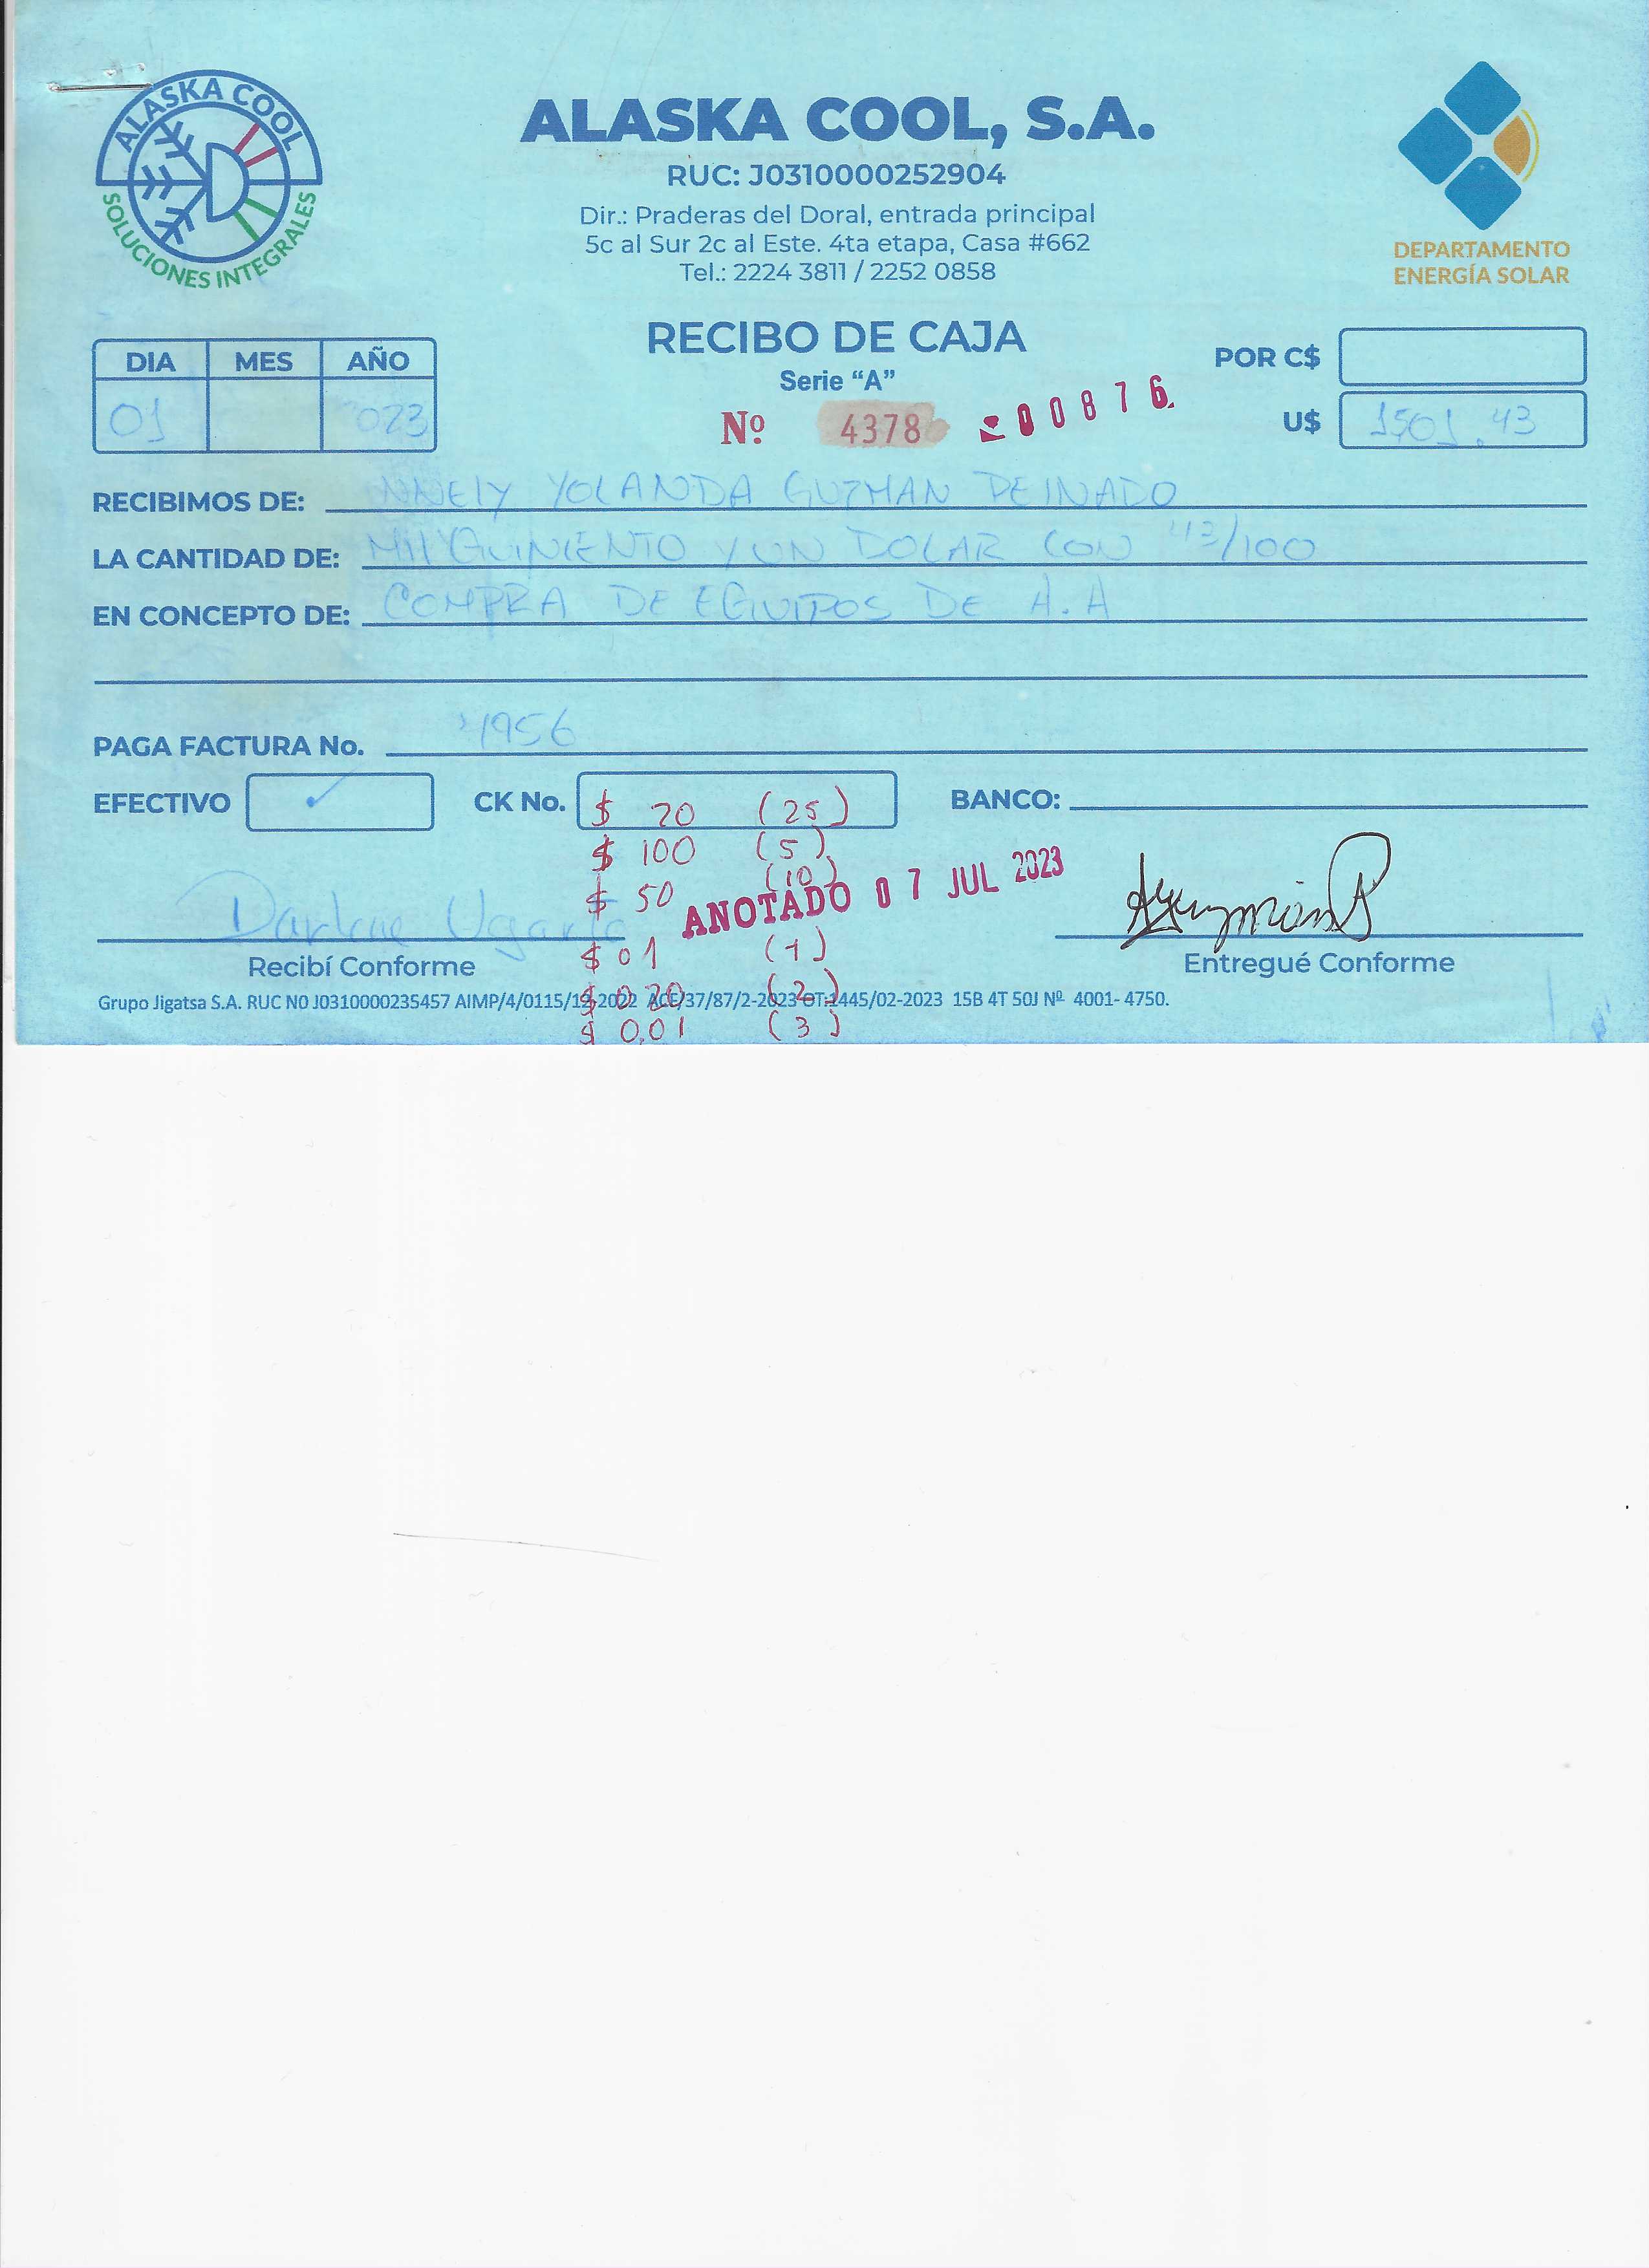 ALASKA COOL
SOLUCIONES INTEGRALES
ALASKA COOL, S.A.
RUC: J0310000252904
Dir.: Praderas del Doral, entrada principal
5c al Sur 2c al Este. 4ta etapa, Casa #662
Tel.: 2224 3811 / 2252 0858
DEPARTAMENTO
ENERGÍA SOLAR
RECIBO DE CAJA
Serie “A”
Nº 4378 00876
DIA MES AÑO
01 023
POR C$
U$ 1501.43
RECIBIMOS DE: NNELY YOLANDA GUZMAN PEINADO
LA CANTIDAD DE: MIL QUINIENTO Y UN DOLAR CON 43/100
EN CONCEPTO DE: COMPRA DE EQUIPOS DE A.A
PAGA FACTURA No. 4956
EFECTIVO ✓ CK No. BANCO:
$ 20 (25)
$ 100 (5)
$ 50 (10)
ANOTADO 07 JUL 2023
$ 01 (1)
$ 0.20 (2)
$ 0.01 (3)
Darlene Ugarte
Recibí Conforme
Entregué Conforme
Grupo Jigatsa S.A. RUC N0 J0310000235457 AIMP/4/0115/12-2022 ACE/37/87/2-2023 OT:1445/02-2023 15B 4T 50J Nº 4001- 4750.